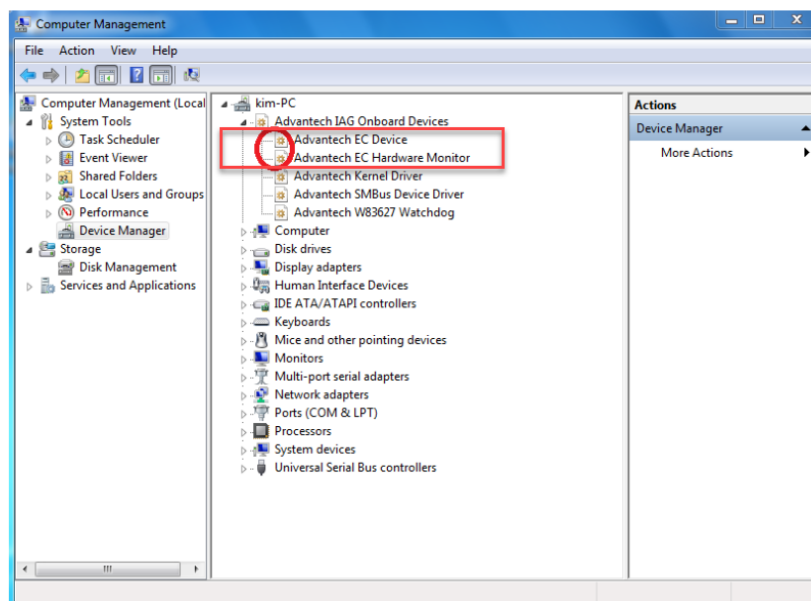 Computer Management
File Action View Help
Computer Management (Local
System Tools
Task Scheduler
Event Viewer
Shared Folders
Local Users and Groups
Performance
Device Manager
Storage
Disk Management
Services and Applications
kim-PC
Advantech IAG Onboard Devices
Advantech EC Device
Advantech EC Hardware Monitor
Advantech Kernel Driver
Advantech SMBus Device Driver
Advantech W83627 Watchdog
Computer
Disk drives
Display adapters
Human Interface Devices
IDE ATA/ATAPI controllers
Keyboards
Mice and other pointing devices
Monitors
Multi-port serial adapters
Network adapters
Ports (COM & LPT)
Processors
System devices
Universal Serial Bus controllers
Actions
Device Manager
More Actions